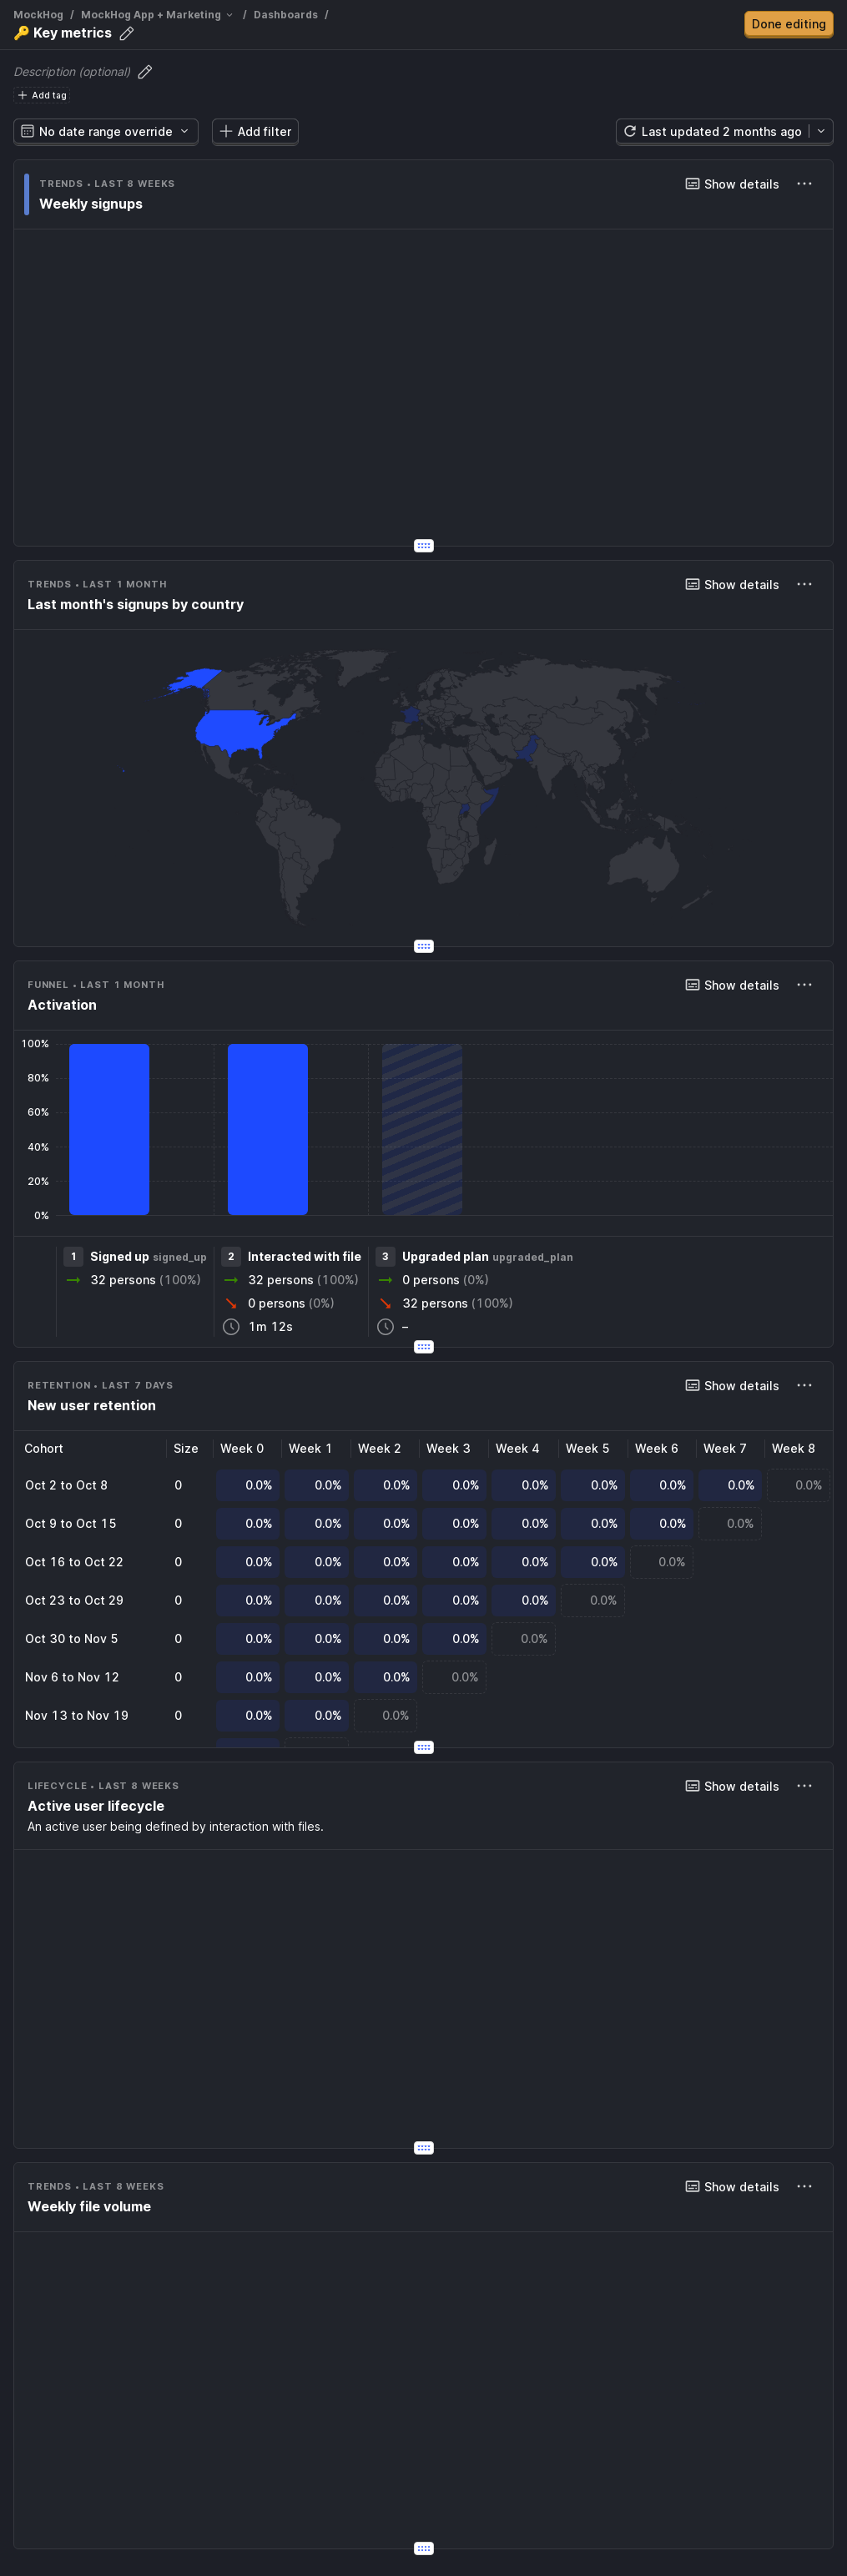 MockHog / MockHog App + Marketing / Dashboards /
🔑 Key metrics
Done editing
Description (optional)
Add tag
No date range override
Add filter
Last updated 2 months ago
TRENDS • LAST 8 WEEKS
Show details
Weekly signups
TRENDS • LAST 1 MONTH
Show details
Last month's signups by country
FUNNEL • LAST 1 MONTH
Show details
Activation
100%
80%
60%
40%
20%
0%
1 Signed up signed_up 2 Interacted with file 3 Upgraded plan upgraded_plan
32 persons (100%) 32 persons (100%) 0 persons (0%)
0 persons (0%) 32 persons (100%)
1m 12s –
RETENTION • LAST 7 DAYS
Show details
New user retention
Cohort Size Week 0 Week 1 Week 2 Week 3 Week 4 Week 5 Week 6 Week 7 Week 8
Oct 2 to Oct 8 0 0.0% 0.0% 0.0% 0.0% 0.0% 0.0% 0.0% 0.0% 0.0%
Oct 9 to Oct 15 0 0.0% 0.0% 0.0% 0.0% 0.0% 0.0% 0.0% 0.0%
Oct 16 to Oct 22 0 0.0% 0.0% 0.0% 0.0% 0.0% 0.0% 0.0%
Oct 23 to Oct 29 0 0.0% 0.0% 0.0% 0.0% 0.0% 0.0%
Oct 30 to Nov 5 0 0.0% 0.0% 0.0% 0.0% 0.0%
Nov 6 to Nov 12 0 0.0% 0.0% 0.0% 0.0%
Nov 13 to Nov 19 0 0.0% 0.0% 0.0%
LIFECYCLE • LAST 8 WEEKS
Show details
Active user lifecycle
An active user being defined by interaction with files.
TRENDS • LAST 8 WEEKS
Show details
Weekly file volume